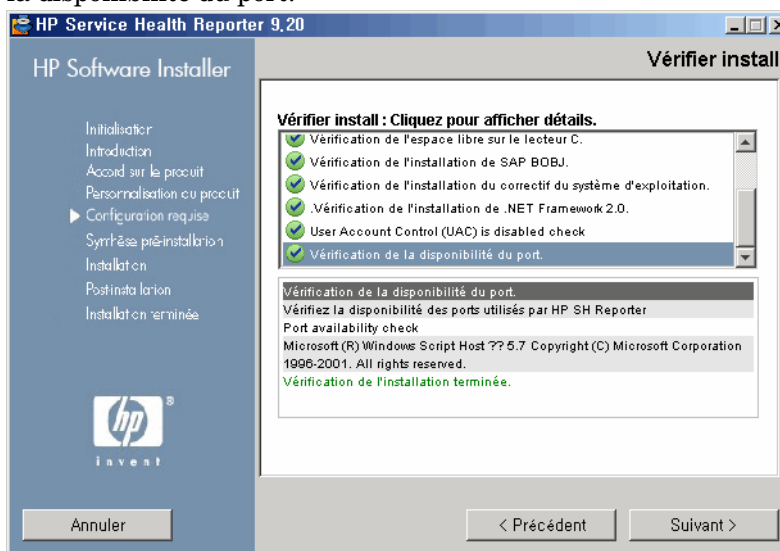 la disponibilité du port.
HP Service Health Reporter 9.20
HP Software Installer
Vérifier install
Initialisation
Introduction
Accord sur le produit
Personnalisation du produit
Configuration requise
Synthèse pré-installation
Installation
Post-installation
Installation terminée
Vérifier install : Cliquez pour afficher détails.
Vérification de l'espace libre sur le lecteur C.
Vérification de l'installation de SAP BOBJ.
Vérification de l'installation du correctif du système d'exploitation.
.Vérification de l'installation de .NET Framework 2.0.
User Account Control (UAC) is disabled check
Vérification de la disponibilité du port.
Vérification de la disponibilité du port.
Vérifiez la disponibilité des ports utilisés par HP SH Reporter
Port availability check
Microsoft (R) Windows Script Host ?? 5.7 Copyright (C) Microsoft Corporation
1996-2001. All rights reserved.
Vérification de l'installation terminée.
hp ®
invent
Annuler
< Précédent
Suivant >